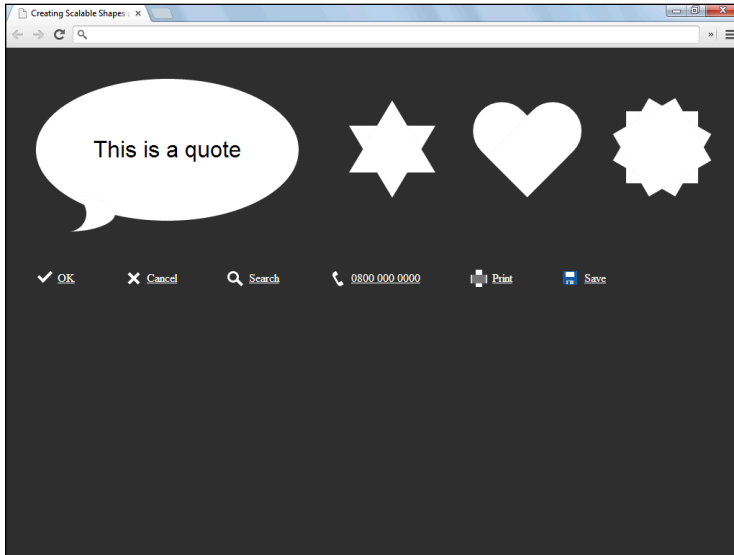 Creating Scalable Shapes
This is a quote
OK Cancel Search 0800 000 0000 Print Save